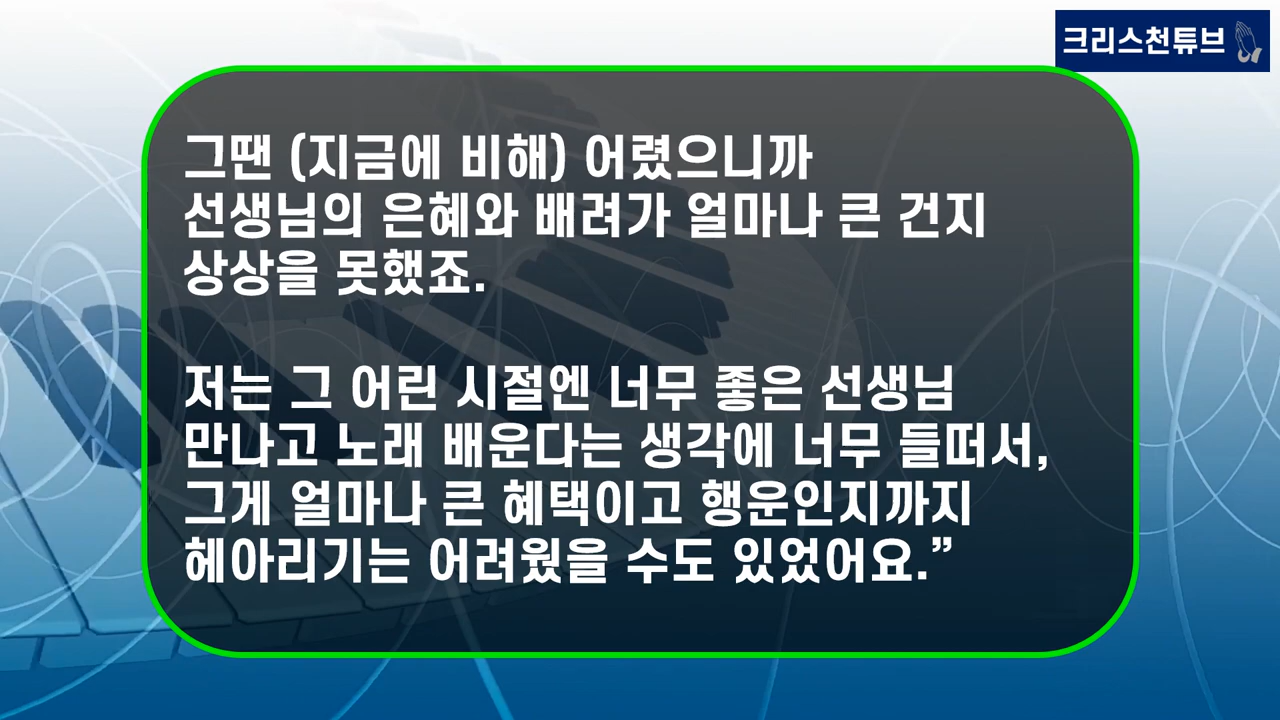 크리스천튜브
그땐 (지금에 비해) 어렸으니까
선생님의 은혜와 배려가 얼마나 큰 건지
상상을 못했죠.
저는 그 어린 시절엔 너무 좋은 선생님
만나고 노래 배운다는 생각에 너무 들떠서,
그게 얼마나 큰 혜택이고 행운인지까지
헤아리기는 어려웠을 수도 있었어요.”